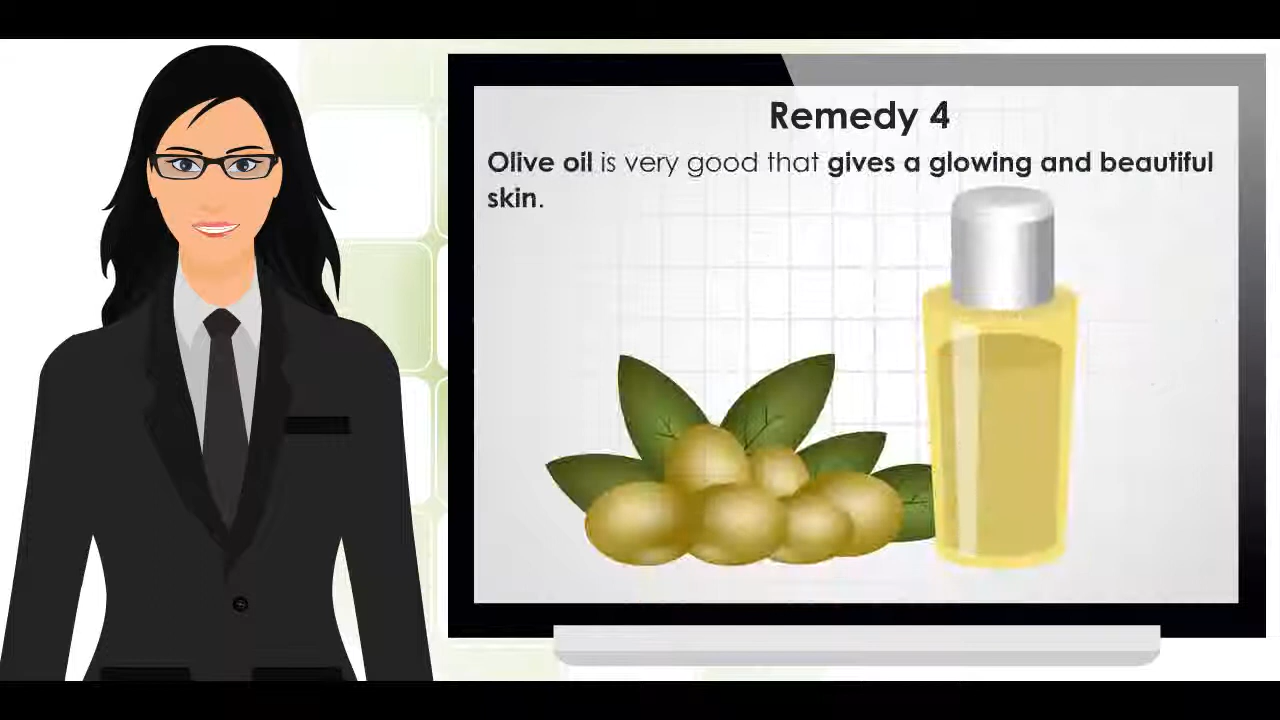 Remedy 4
Olive oil is very good that gives a glowing and beautiful
skin.